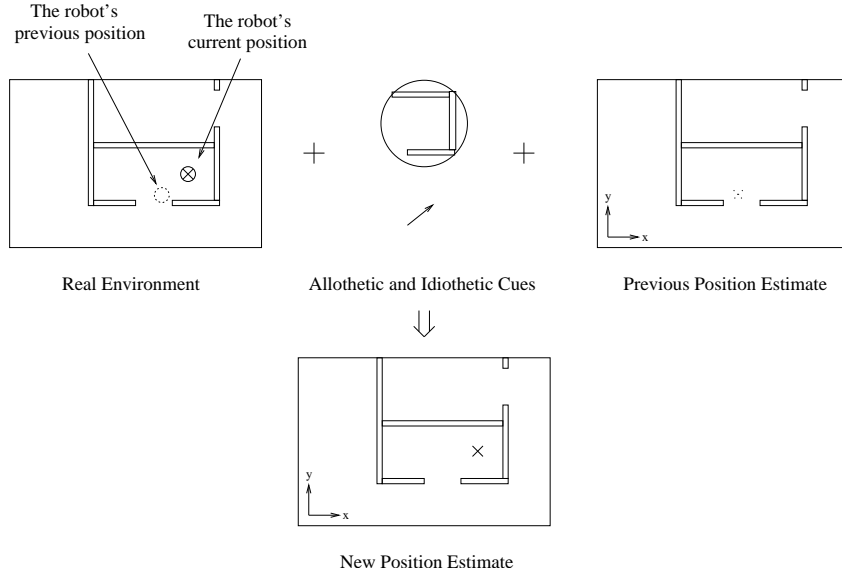 The robot's
previous position
The robot's
current position
y
x
Real Environment
Allothetic and Idiothetic Cues
Previous Position Estimate
y
x
New Position Estimate